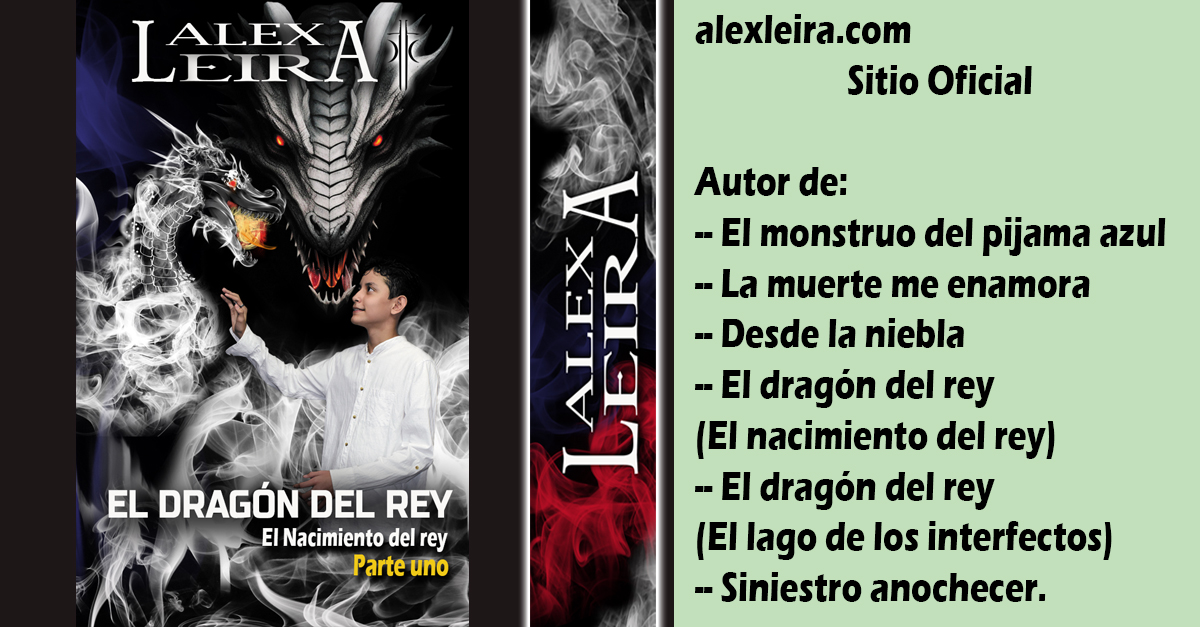 ALEX
LEIRA
EL DRAGÓN DEL REY
El Nacimiento del rey
Parte uno
ALEX
LEIRA
alexleira.com
Sitio Oficial
Autor de:
-- El monstruo del pijama azul
-- La muerte me enamora
-- Desde la niebla
-- El dragón del rey
(El nacimiento del rey)
-- El dragón del rey
(El lago de los interfectos)
-- Siniestro anochecer.